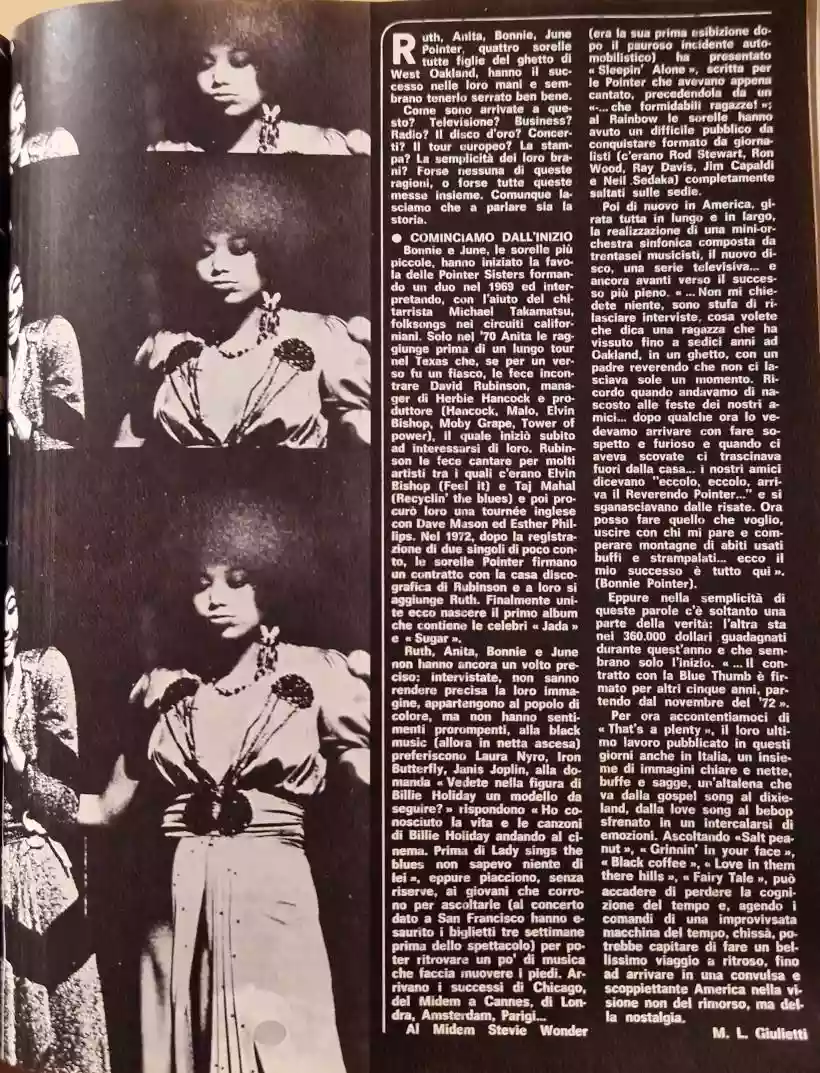 Ruth, Anita, Bonnie, June
Pointer, quattro sorelle
tutte figlie del ghetto di
West Oakland, hanno il suc-
cesso nelle loro mani e sem-
brano tenerlo serrato ben bene.
Come sono arrivate a que-
sto? Televisione? Business?
Radio? Il disco d'oro? Concer-
ti? Il tour europeo? La stam-
pa? La semplicità dei loro bra-
ni? Forse nessuna di queste
ragioni, o forse tutte queste
messe insieme. Comunque la-
sciamo che a parlare sia la
storia.
● COMINCIAMO DALL'INIZIO
Bonnie e June, le sorelle più
piccole, hanno iniziato la favo-
la delle Pointer Sisters forman-
do un duo nel 1969 ed inter-
pretando, con l'aiuto del chi-
tarrista Michael Takamatsu,
folksongs nei circuiti califor-
niani. Solo nel '70 Anita le rag-
giunge prima di un lungo tour
nel Texas che, se per un ver-
so fu un fiasco, le fece incon-
trare David Rubinson, mana-
ger di Herbie Hancock e pro-
duttore (Hancock, Malo, Elvin
Bishop, Moby Grape, Tower of
power), il quale iniziò subito
ad interessarsi di loro. Rubin-
son le fece cantare per molti
artisti tra i quali c'erano Elvin
Bishop (Feel it) e Taj Mahal
(Recyclin' the blues) e poi pro-
curò loro una tournée inglese
con Dave Mason ed Esther Phil-
lips. Nel 1972, dopo la registra-
zione di due singoli di poco con-
to, le sorelle Pointer firmano
un contratto con la casa disco-
grafica di Rubinson e a loro si
aggiunge Ruth. Finalmente uni-
te ecco nascere il primo album
che contiene le celebri « Jada »
e « Sugar ».
Ruth, Anita, Bonnie e June
non hanno ancora un volto pre-
ciso: intervistate, non sanno
rendere precisa la loro imma-
gine, appartengono al popolo di
colore, ma non hanno senti-
menti prorompenti, alla black
music (allora in netta ascesa)
preferiscono Laura Nyro, Iron
Butterfly, Janis Joplin, alla do-
manda « Vedete nella figura di
Billie Holiday un modello da
seguire? » rispondono « Ho co-
nosciuto la vita e le canzoni
di Billie Holiday andando al ci-
nema. Prima di Lady sings the
blues non sapevo niente di
lei », eppure piacciono, senza
riserve, ai giovani che corro-
no per ascoltarle (al concerto
dato a San Francisco hanno e-
saurito i biglietti tre settimane
prima dello spettacolo) per po-
ter ritrovare un po' di musica
che faccia muovere i piedi. Ar-
rivano i successi di Chicago,
del Midem a Cannes, di Lon-
dra, Amsterdam, Parigi...
Al Midem Stevie Wonder
(era la sua prima esibizione do-
po il pauroso incidente auto-
mobilistico) ha presentato
« Sleepin' Alone », scritta per
le Pointer che avevano appena
cantato, precedendola da un
«-... che formidabili ragazze! »;
al Rainbow le sorelle hanno
avuto un difficile pubblico da
conquistare formato da giorna-
listi (c'erano Rod Stewart, Ron
Wood, Ray Davis, Jim Capaldi
e Neil Sedaka) completamente
saltati sulle sedie.
Poi di nuovo in America, gi-
rata tutta in lungo e in largo,
la realizzazione di una mini-or-
chestra sinfonica composta da
trentasei musicisti, il nuovo di-
sco, una serie televisiva... e
ancora avanti verso il succes-
so più pieno. « ... Non mi chie-
dete niente, sono stufa di ri-
lasciare interviste, cosa volete
che dica una ragazza che ha
vissuto fino a sedici anni ad
Oakland, in un ghetto, con un
padre reverendo che non ci la-
sciava sole un momento. Ri-
cordo quando andavamo di na-
scosto alle feste dei nostri a-
mici... dopo qualche ora lo ve-
devamo arrivare con fare so-
spetto e furioso e quando ci
aveva scovate ci trascinava
fuori dalla casa... i nostri amici
dicevano "eccolo, eccolo, arri-
va il Reverendo Pointer..." e si
sganasciavano dalle risate. Ora
posso fare quello che voglio,
uscire con chi mi pare e com-
perare montagne di abiti usati
buffi e strampalati... ecco il
mio successo è tutto qui ».
(Bonnie Pointer).
Eppure nella semplicità di
queste parole c'è soltanto una
parte della verità: l'altra sta
nei 360.000 dollari guadagnati
durante quest'anno e che sem-
brano solo l'inizio. « ... Il con-
tratto con la Blue Thumb è fir-
mato per altri cinque anni, par-
tendo dal novembre del '72 ».
Per ora accontentiamoci di
« That's a plenty », il loro ulti-
mo lavoro pubblicato in questi
giorni anche in Italia, un insie-
me di immagini chiare e nette,
buffe e sagge, un'altalena che
va dalla gospel song al dixie-
land, dalla love song al bebop
sfrenato in un intercalarsi di
emozioni. Ascoltando «Salt pea-
nut », « Grinnin' in your face »,
« Black coffee », « Love in them
there hills », « Fairy Tale », può
accadere di perdere la cogni-
zione del tempo e, agendo i
comandi di una improvivsata
macchina del tempo, chissà, po-
trebbe capitare di fare un bel-
lissimo viaggio a ritroso, fino
ad arrivare in una convulsa e
scoppiettante America nella vi-
sione non del rimorso, ma del-
la nostalgia.
M. L. Giulietti